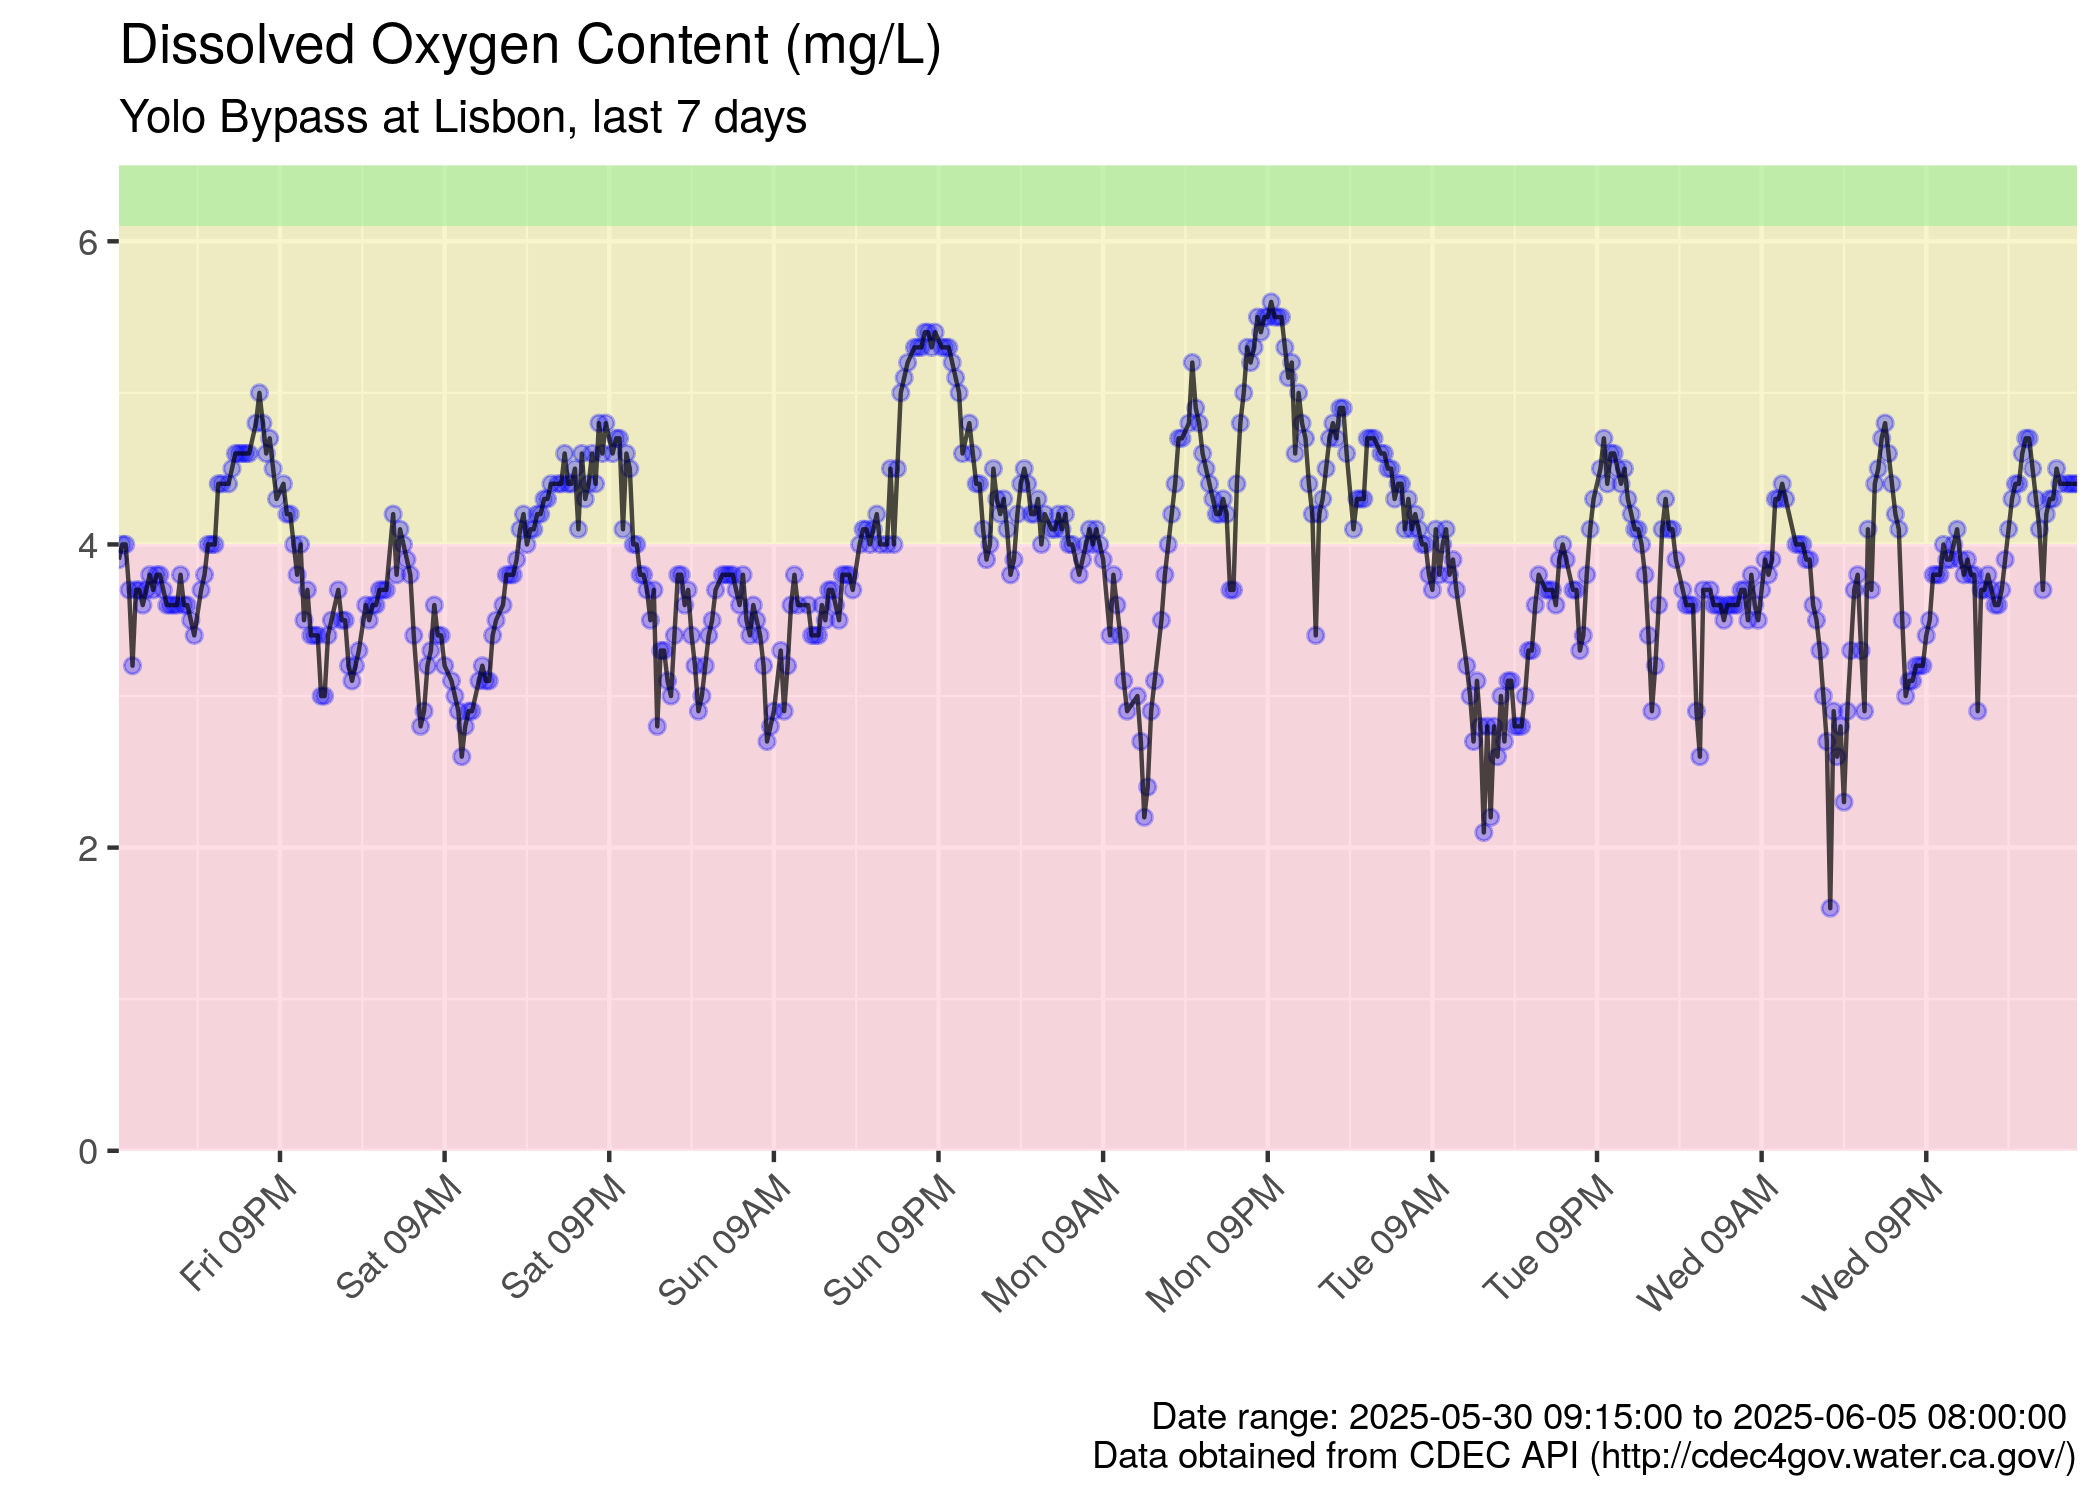 Dissolved Oxygen Content (mg/L)
Yolo Bypass at Lisbon, last 7 days
6
4
2
0
Fri 09PM
Sat 09AM
Sat 09PM
Sun 09AM
Sun 09PM
Mon 09AM
Mon 09PM
Tue 09AM
Tue 09PM
Wed 09AM
Wed 09PM
Date range: 2025-05-30 09:15:00 to 2025-06-05 08:00:00
Data obtained from CDEC API (http://cdec4gov.water.ca.gov/)